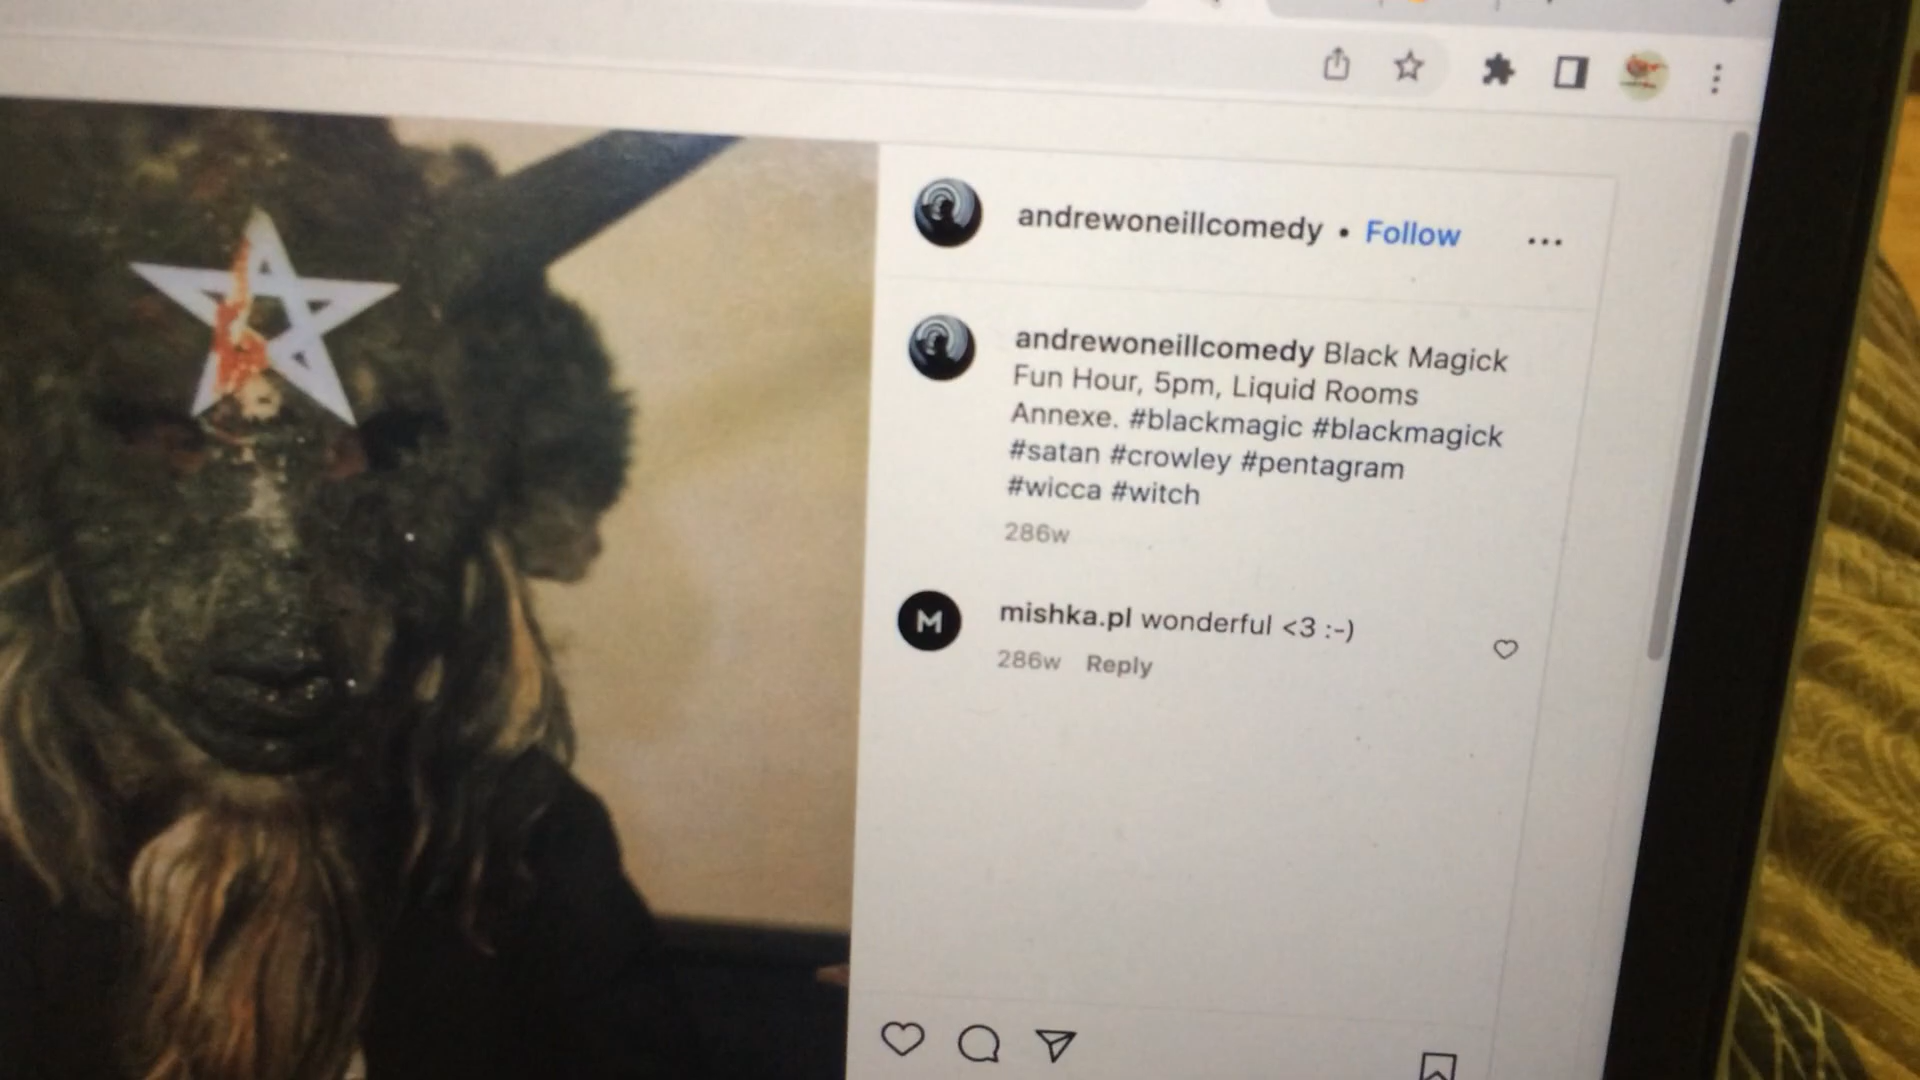 andrewoneillcomedy • Follow
andrewoneillcomedy Black Magick
Fun Hour, 5pm, Liquid Rooms
Annexe. #blackmagic #blackmagick
#satan #crowley #pentagram
#wicca #witch
286w
M
mishka.pl wonderful <3 :-)
286w Reply